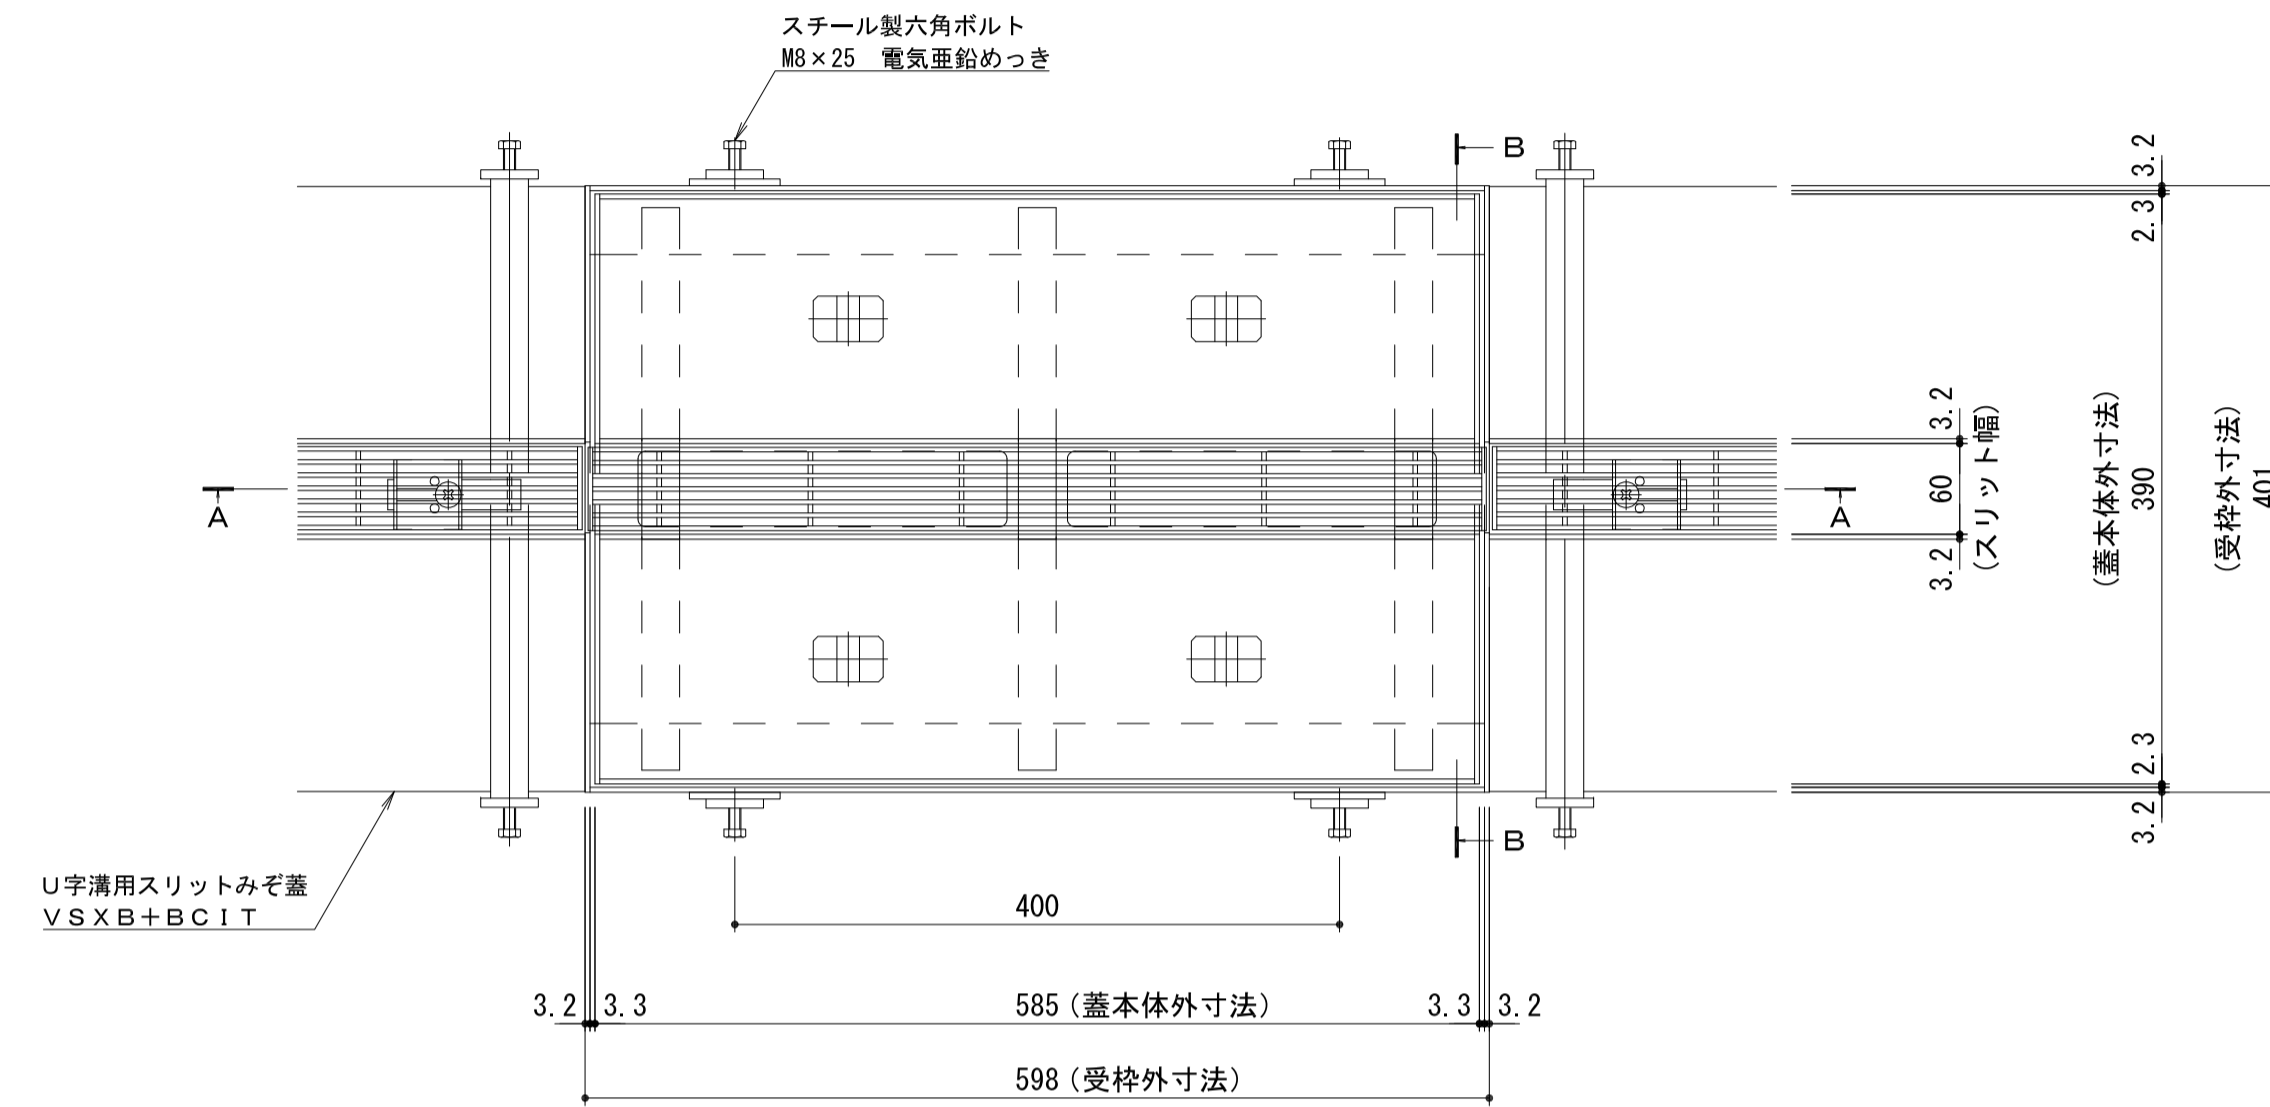 スチール製六角ボルト
M8×25　電気亜鉛めっき
B
3.2
2.3
A
A
3.2
60
3.2
(スリット幅)
(蓋本体外寸法)
390
(受枠外寸法)
401
2.3
3.2
B
U字溝用スリットみぞ蓋
VSXB+BCIT
400
3.2
3.3
585(蓋本体外寸法)
3.3
3.2
598(受枠外寸法)